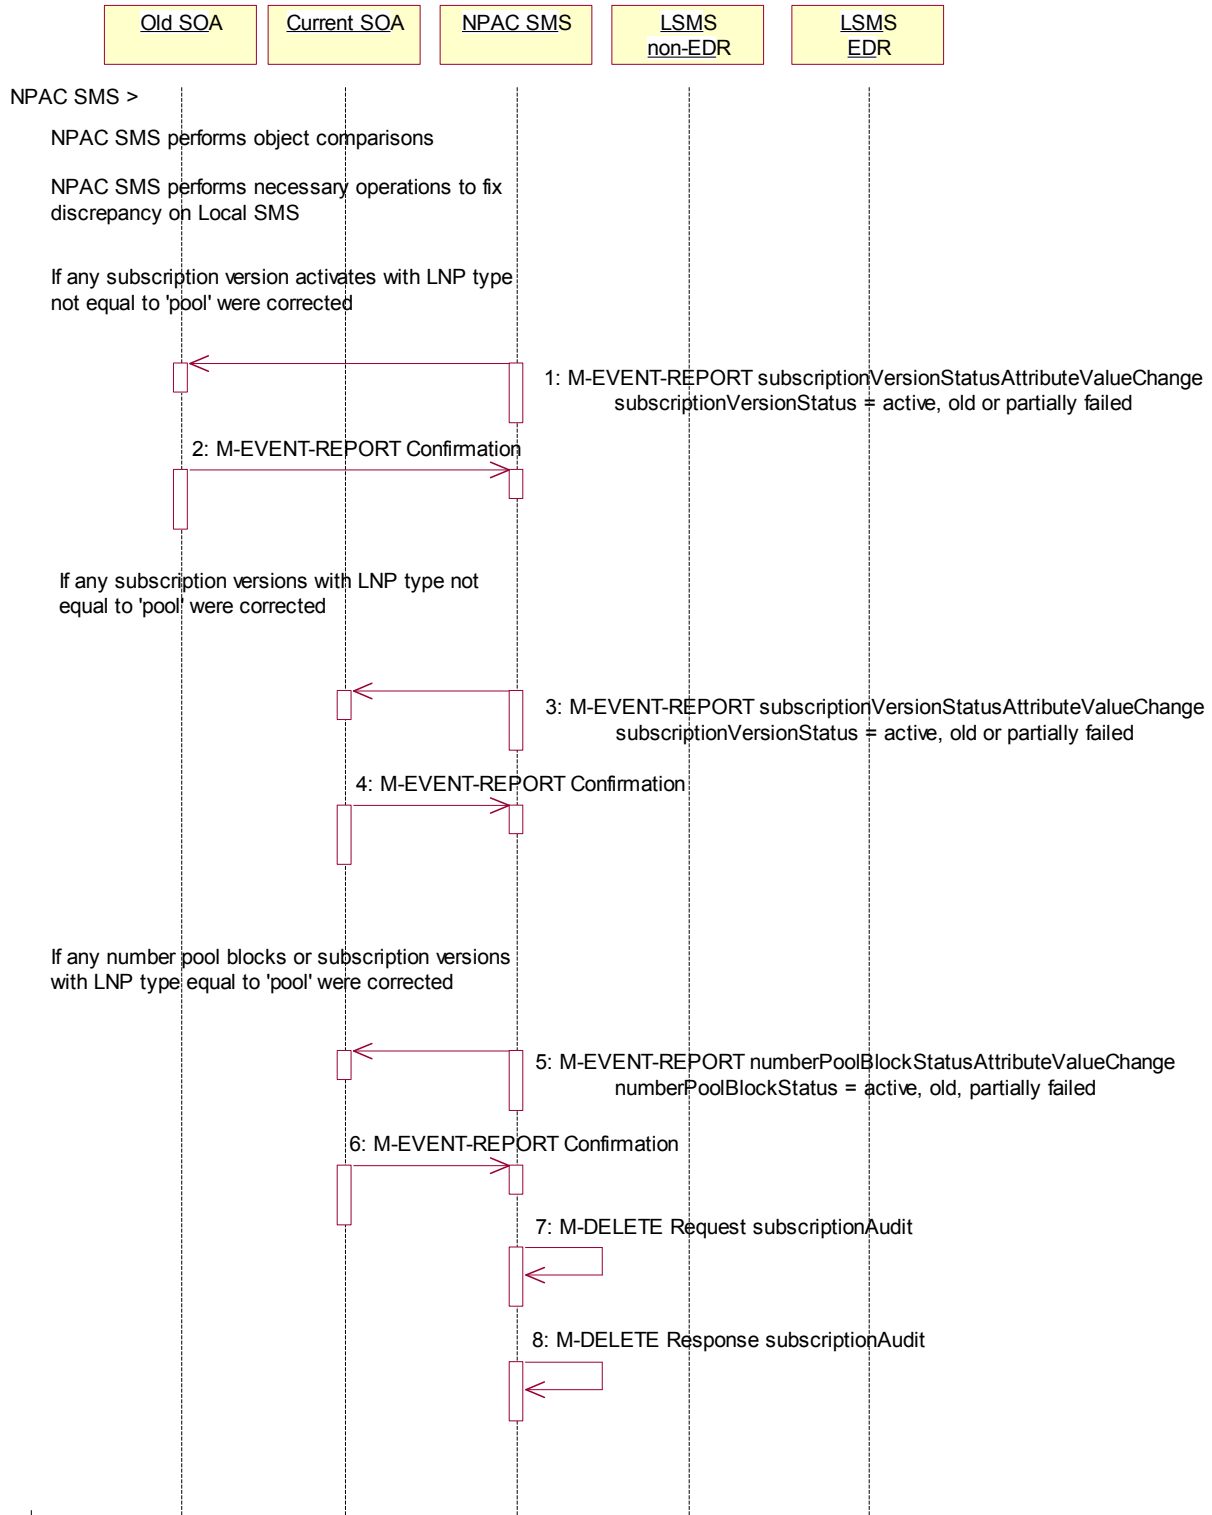 Old SOA
Current SOA
NPAC SMS
LSMS
non-EDR
LSMS
EDR
NPAC SMS >
NPAC SMS performs object comparisons
NPAC SMS performs necessary operations to fix
discrepancy on Local SMS
If any subscription version activates with LNP type
not equal to 'pool' were corrected
1: M-EVENT-REPORT subscriptionVersionStatusAttributeValueChange
subscriptionVersionStatus = active, old or partially failed
2: M-EVENT-REPORT Confirmation
If any subscription versions with LNP type not
equal to 'pool' were corrected
3: M-EVENT-REPORT subscriptionVersionStatusAttributeValueChange
subscriptionVersionStatus = active, old or partially failed
4: M-EVENT-REPORT Confirmation
If any number pool blocks or subscription versions
with LNP type equal to 'pool' were corrected
5: M-EVENT-REPORT numberPoolBlockStatusAttributeValueChange
numberPoolBlockStatus = active, old, partially failed
6: M-EVENT-REPORT Confirmation
7: M-DELETE Request subscriptionAudit
8: M-DELETE Response subscriptionAudit